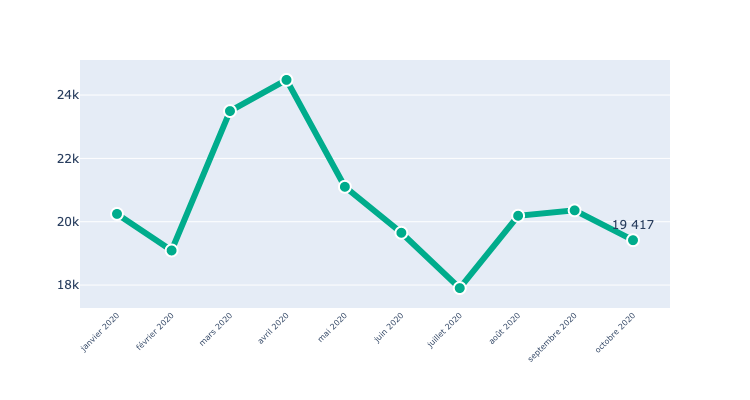 24k
22k
20k
18k
19 417
janvier 2020
février 2020
mars 2020
avril 2020
mai 2020
juin 2020
juillet 2020
août 2020
septembre 2020
octobre 2020